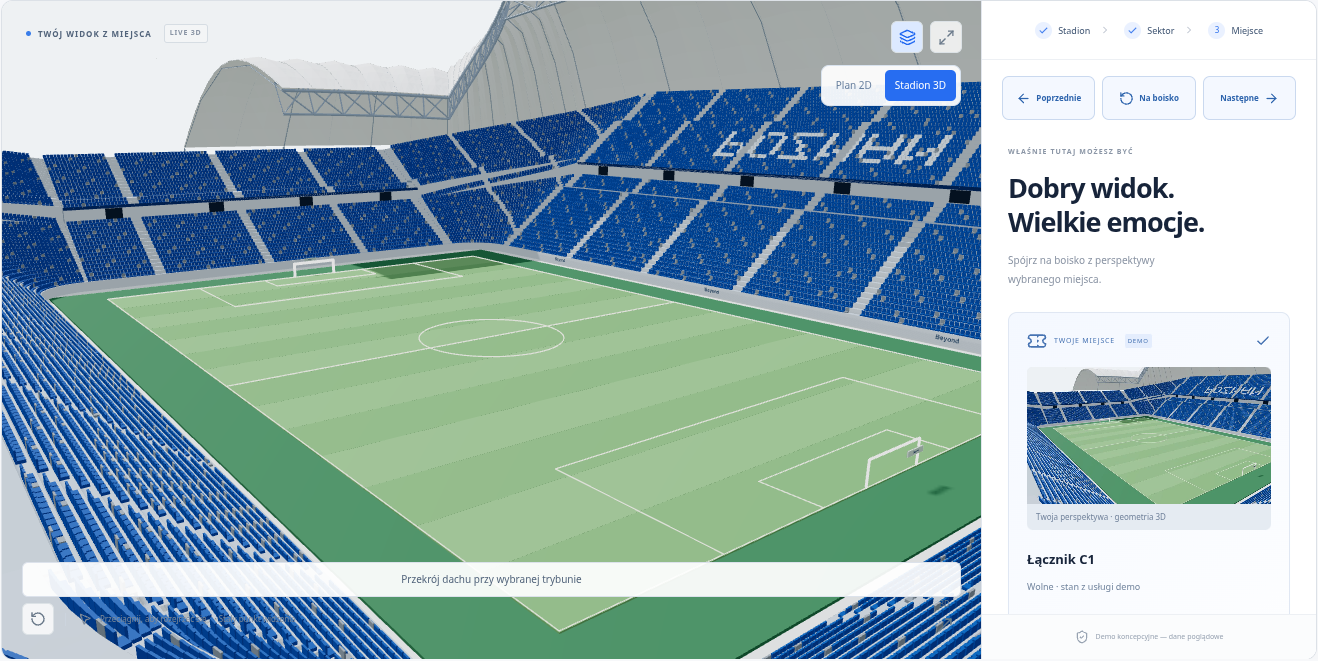 TWÓJ WIDOK Z MIEJSCA
LIVE 3D
Plan 2D
Stadion 3D
Beyond
Przekrój dachu przy wybranej trybunie
Stadion
Sektor
3
Miejsce
Poprzednie
Na boisko
Następne
WŁAŚNIE TUTAJ MOŻESZ BYĆ
Dobry widok.
Wielkie emocje.
Spójrz na boisko z perspektywy
wybranego miejsca.
TWOJE MIEJSCE
DEMO
Twoja perspektywa · geometria 3D
Łącznik C1
Wolne · stan z usługi demo
Demo koncepcyjne — dane poglądowe